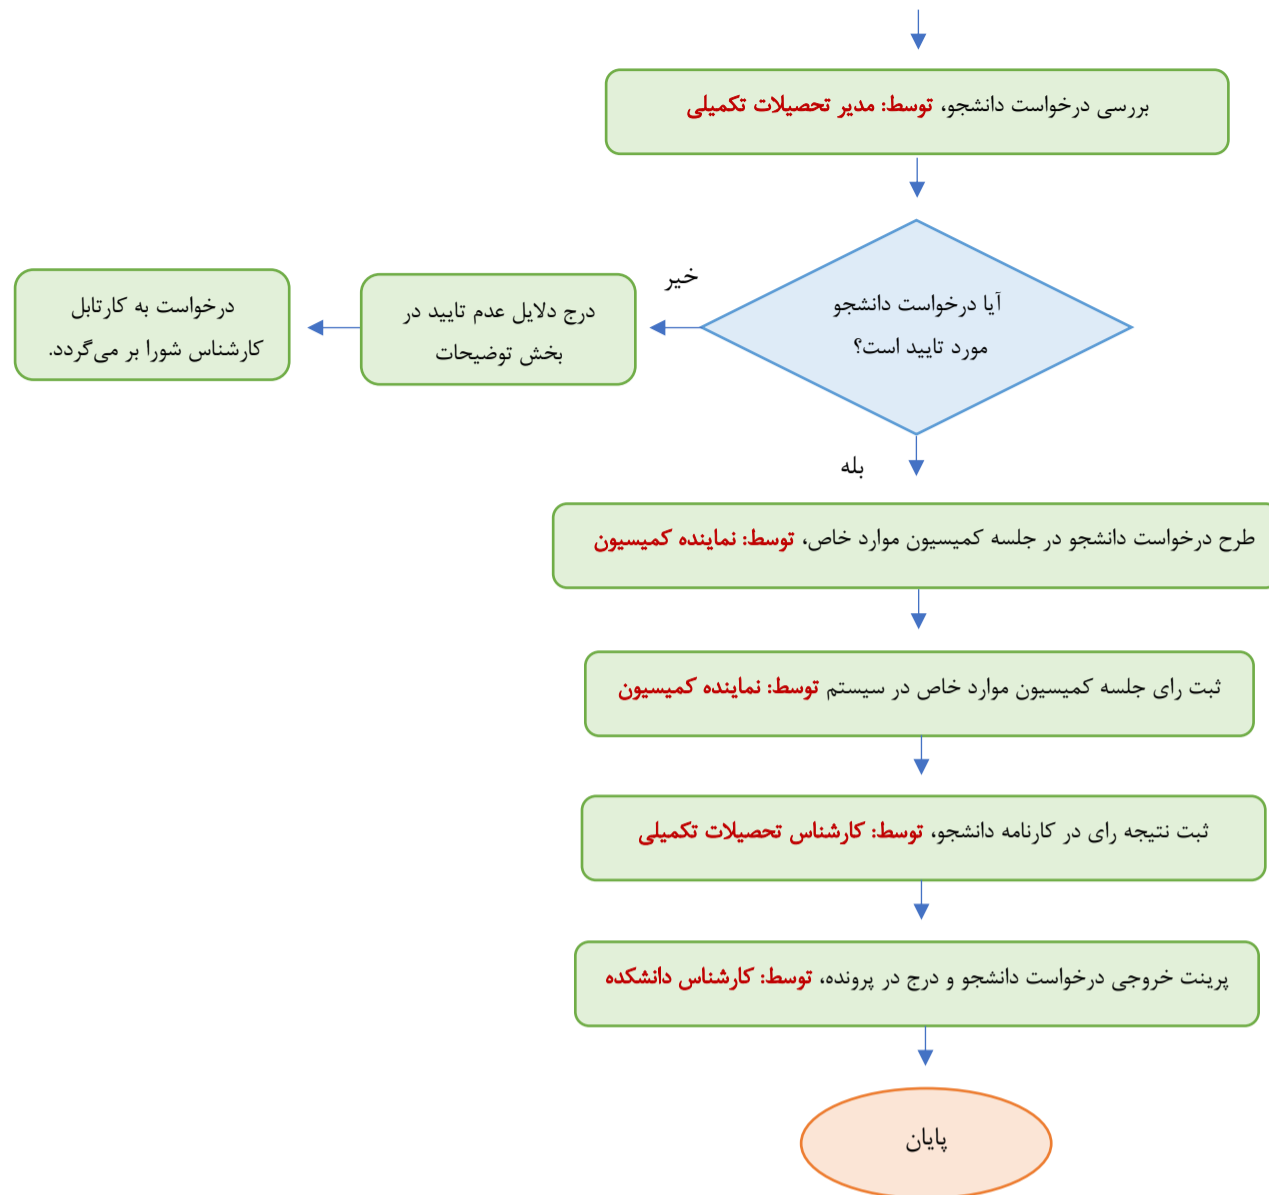 بررسی درخواست دانشجو، توسط: مدیر تحصیلات تکمیلی
آیا درخواست دانشجو
مورد تایید است؟
خیر
درج دلایل عدم تایید در
بخش توضیحات
درخواست به کارتابل
کارشناس شورا بر می‌گردد.
بله
طرح درخواست دانشجو در جلسه کمیسیون موارد خاص، توسط: نماینده کمیسیون
ثبت رای جلسه کمیسیون موارد خاص در سیستم توسط: نماینده کمیسیون
ثبت نتیجه رای در کارنامه دانشجو، توسط: کارشناس تحصیلات تکمیلی
پرینت خروجی درخواست دانشجو و درج در پرونده، توسط: کارشناس دانشکده
پایان